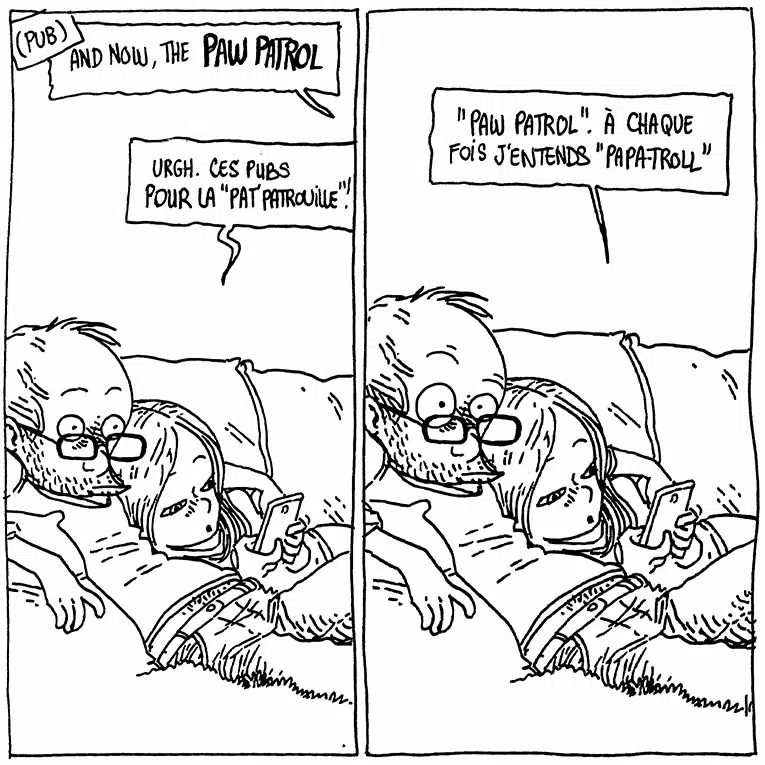 (PUB)
AND NOW, THE PAW PATROL
URGH. CES PUBS
POUR LA "PAT'PATROUILLE"!
"PAW PATROL". À CHAQUE
FOIS J'ENTENDS "PAPA-TROLL"